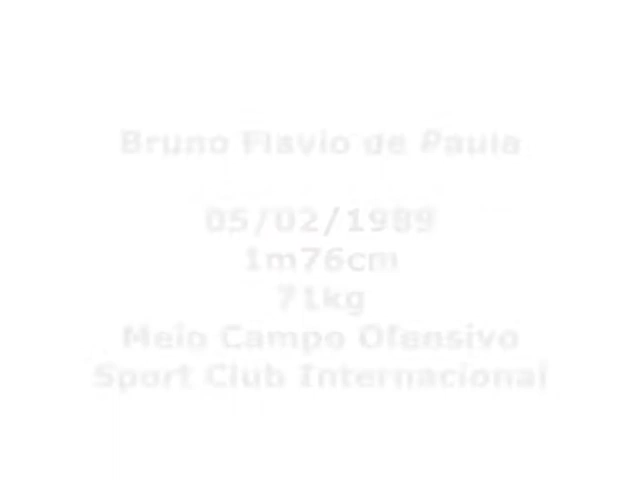 Bruno Flavio de Paula
05/02/1989
1m76cm
71kg
Meio Campo Ofensivo
Sport Club Internacional